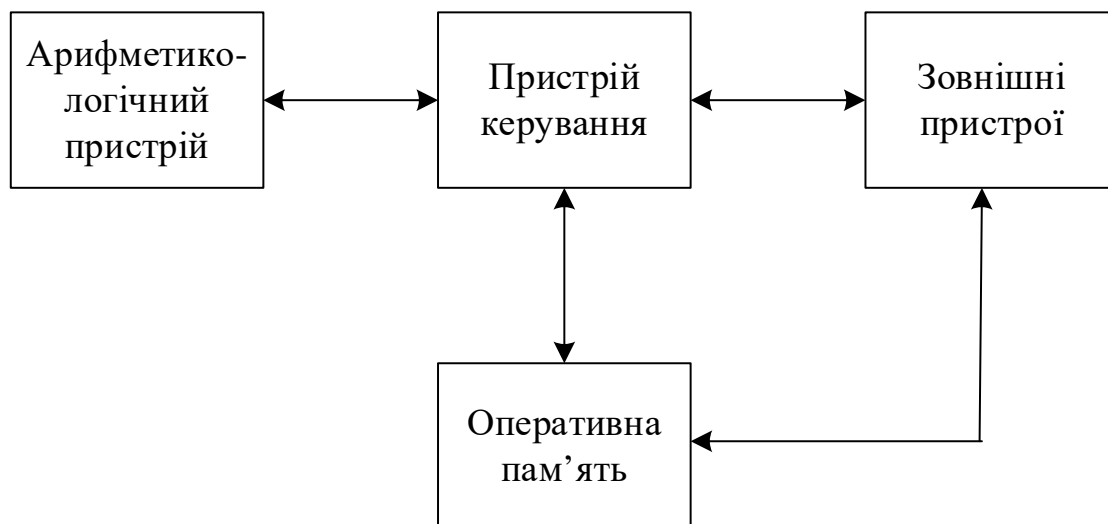 Арифметико-
логічний
пристрій
Пристрій
керування
Зовнішні
пристрої
Оперативна
пам’ять